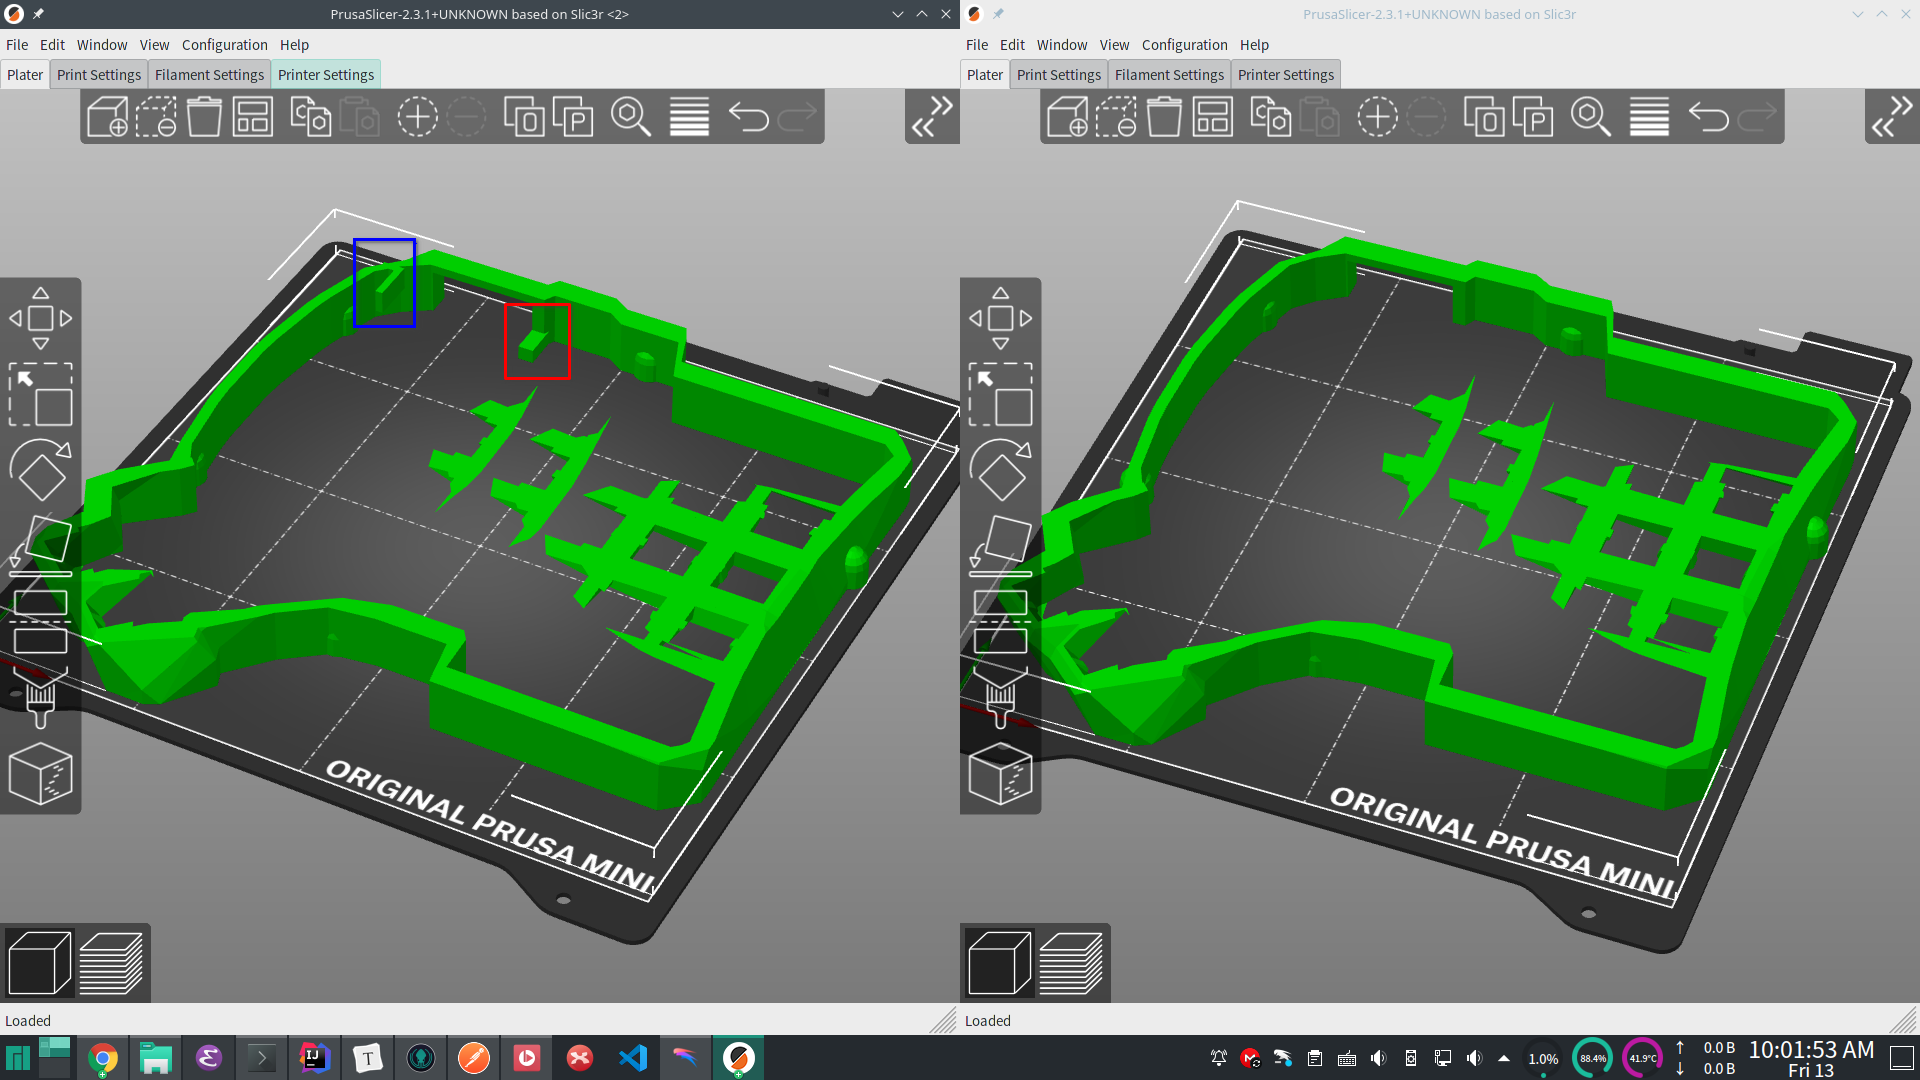 PrusaSlicer-2.3.1+UNKNOWN based on Slic3r <2>
File Edit Window View Configuration Help
Plater Print Settings Filament Settings Printer Settings
O P
ORIGINAL PRUSA MINI
Loaded
PrusaSlicer-2.3.1+UNKNOWN based on Slic3r
File Edit Window View Configuration Help
Plater Print Settings Filament Settings Printer Settings
O P
ORIGINAL PRUSA MINI
Loaded
IJ
T
1.0%
88.4%
41.9°C
↑ 0.0 B
↓ 0.0 B
10:01:53 AM
Fri 13